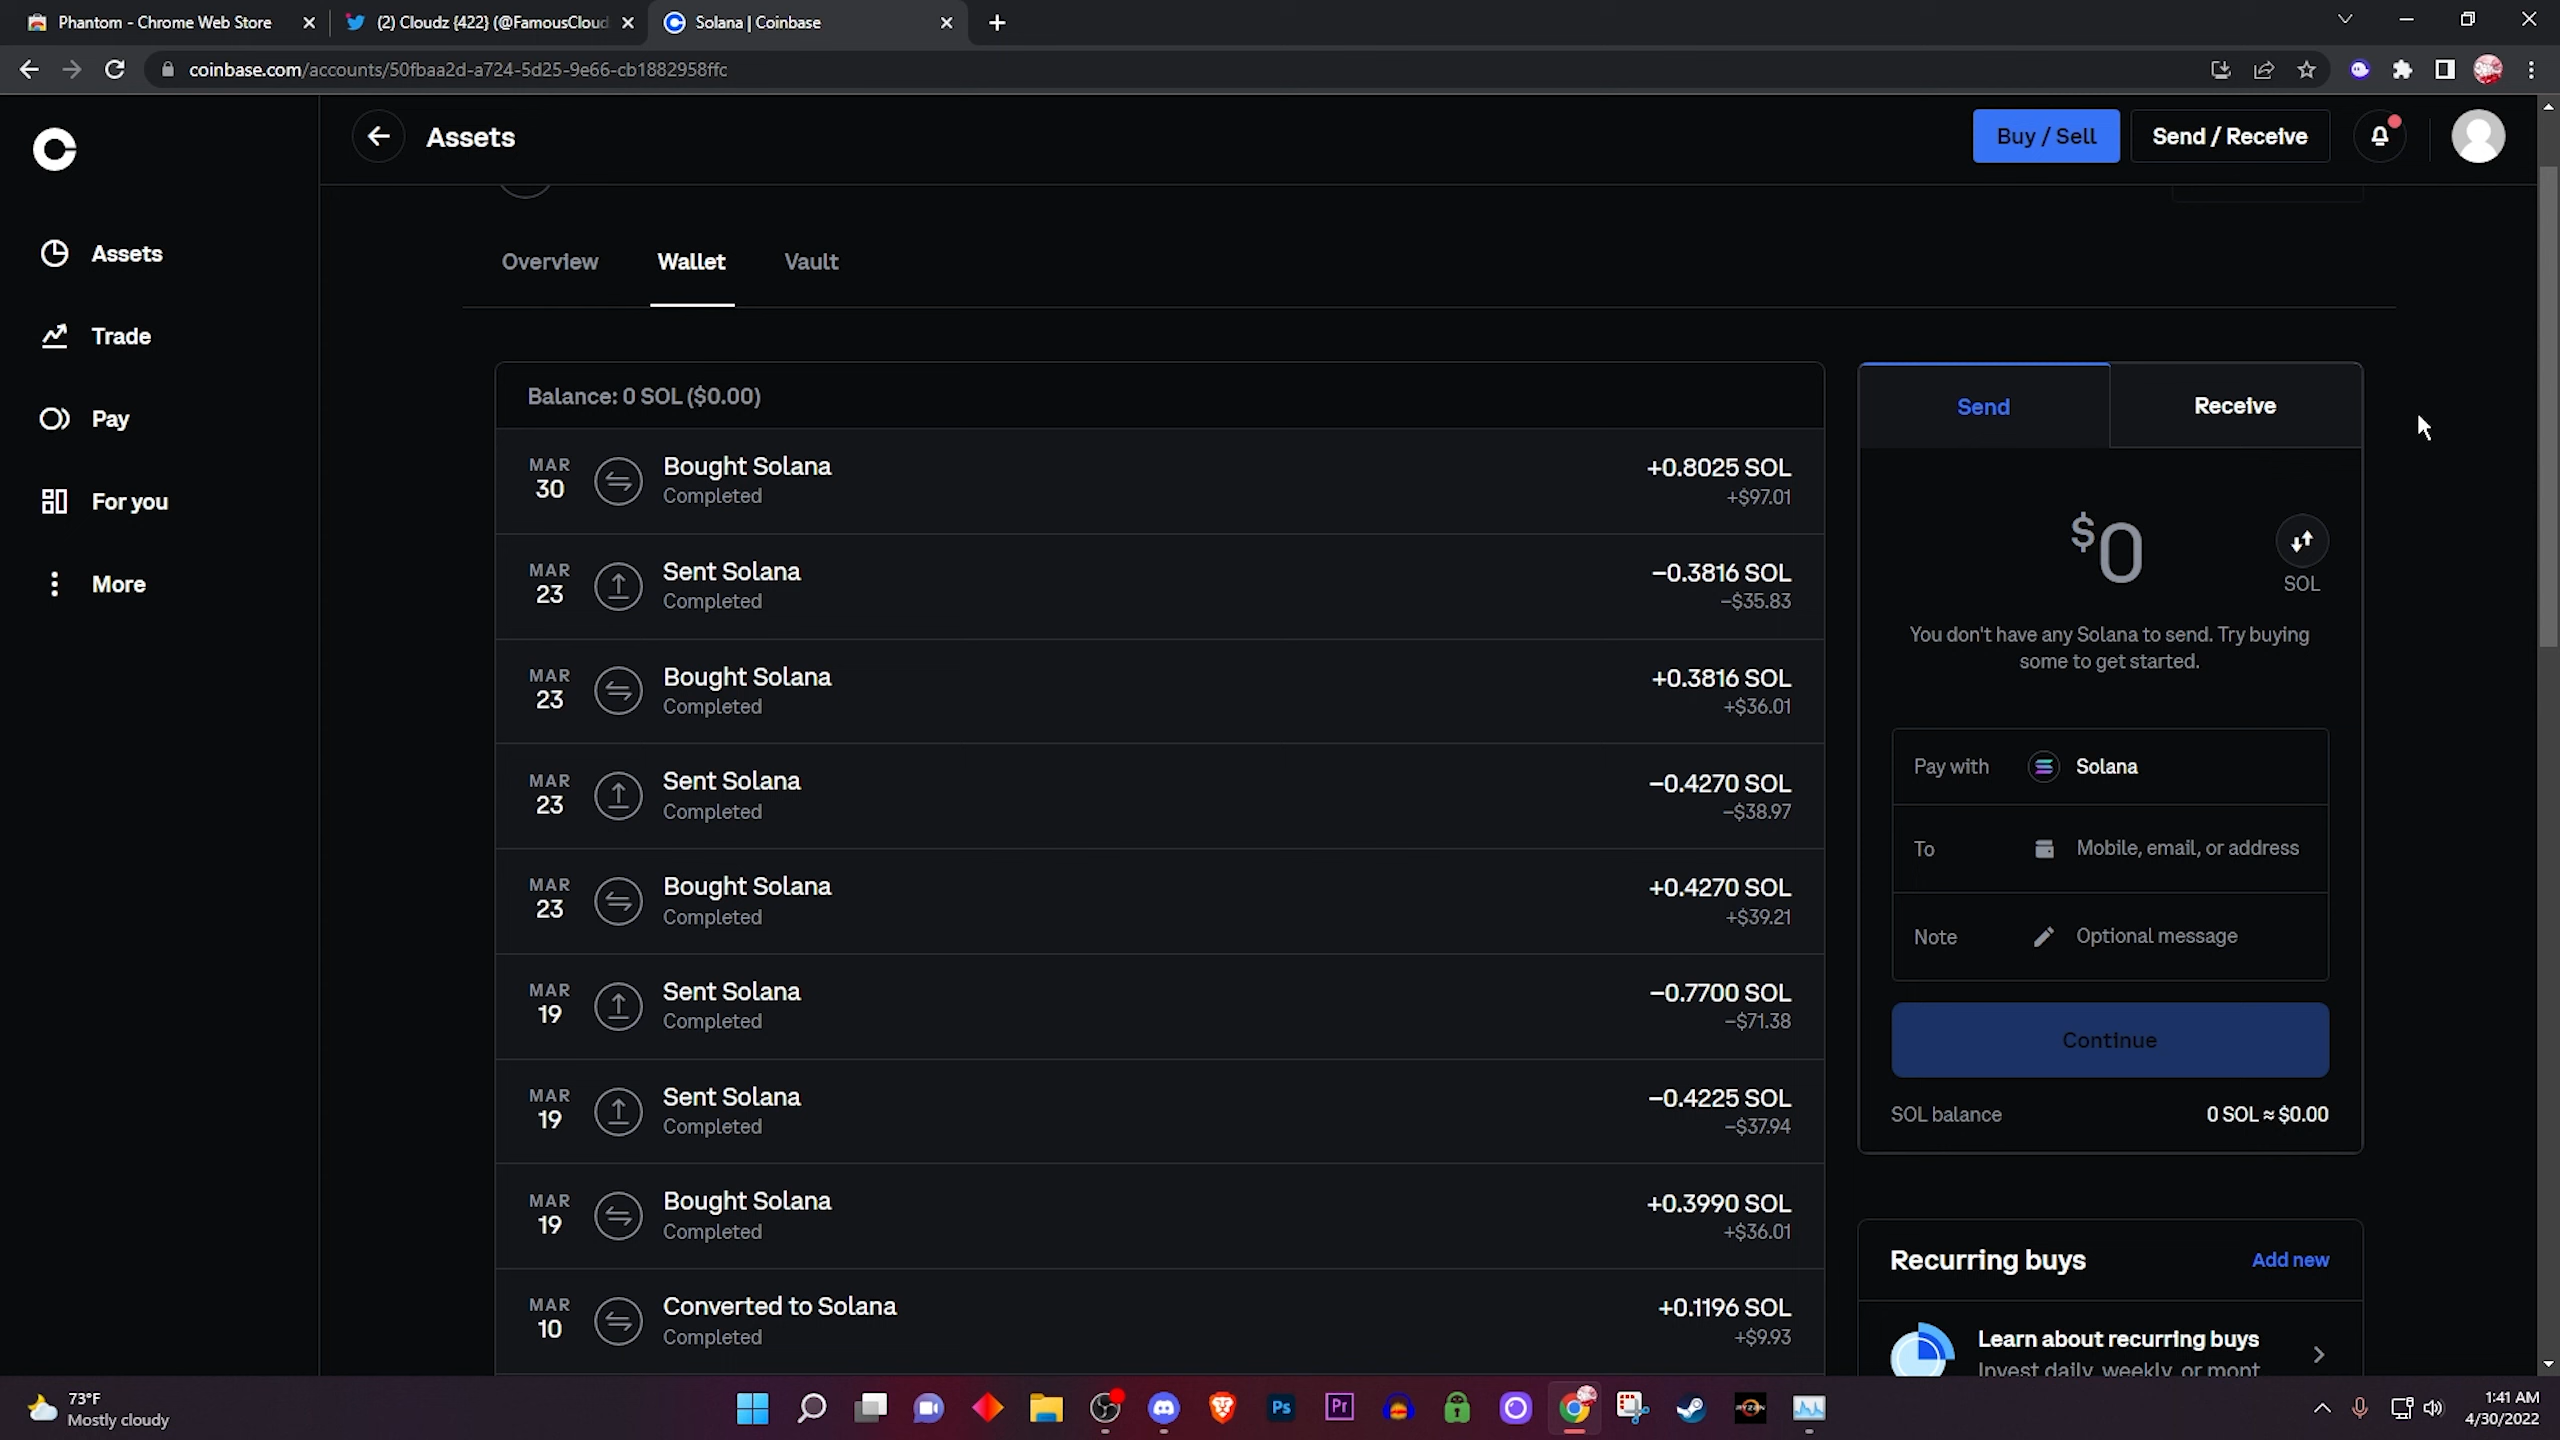 Phantom - Chrome Web Store
(2) Cloudz {422} (@FamousCloud
Solana | Coinbase
coinbase.com/accounts/50fbaa2d-a724-5d25-9e66-cb1882958ffc
Assets
Buy / Sell
Send / Receive
Assets
Trade
Pay
For you
More
Overview
Wallet
Vault
Balance: 0 SOL ($0.00)
MAR
30
Bought Solana
Completed
+0.8025 SOL
+$97.01
MAR
23
Sent Solana
Completed
−0.3816 SOL
−$35.83
MAR
23
Bought Solana
Completed
+0.3816 SOL
+$36.01
MAR
23
Sent Solana
Completed
−0.4270 SOL
−$38.97
MAR
23
Bought Solana
Completed
+0.4270 SOL
+$39.21
MAR
19
Sent Solana
Completed
−0.7700 SOL
−$71.38
MAR
19
Sent Solana
Completed
−0.4225 SOL
−$37.94
MAR
19
Bought Solana
Completed
+0.3990 SOL
+$36.01
MAR
10
Converted to Solana
Completed
+0.1196 SOL
+$9.93
Send
Receive
$0
SOL
You don't have any Solana to send. Try buying
some to get started.
Pay with Solana
To Mobile, email, or address
Note Optional message
Continue
SOL balance 0 SOL ≈ $0.00
Recurring buys
Add new
Learn about recurring buys
Invest daily, weekly, or mont
73°F
Mostly cloudy
Ps
Pr
RYZEN
1:41 AM
4/30/2022